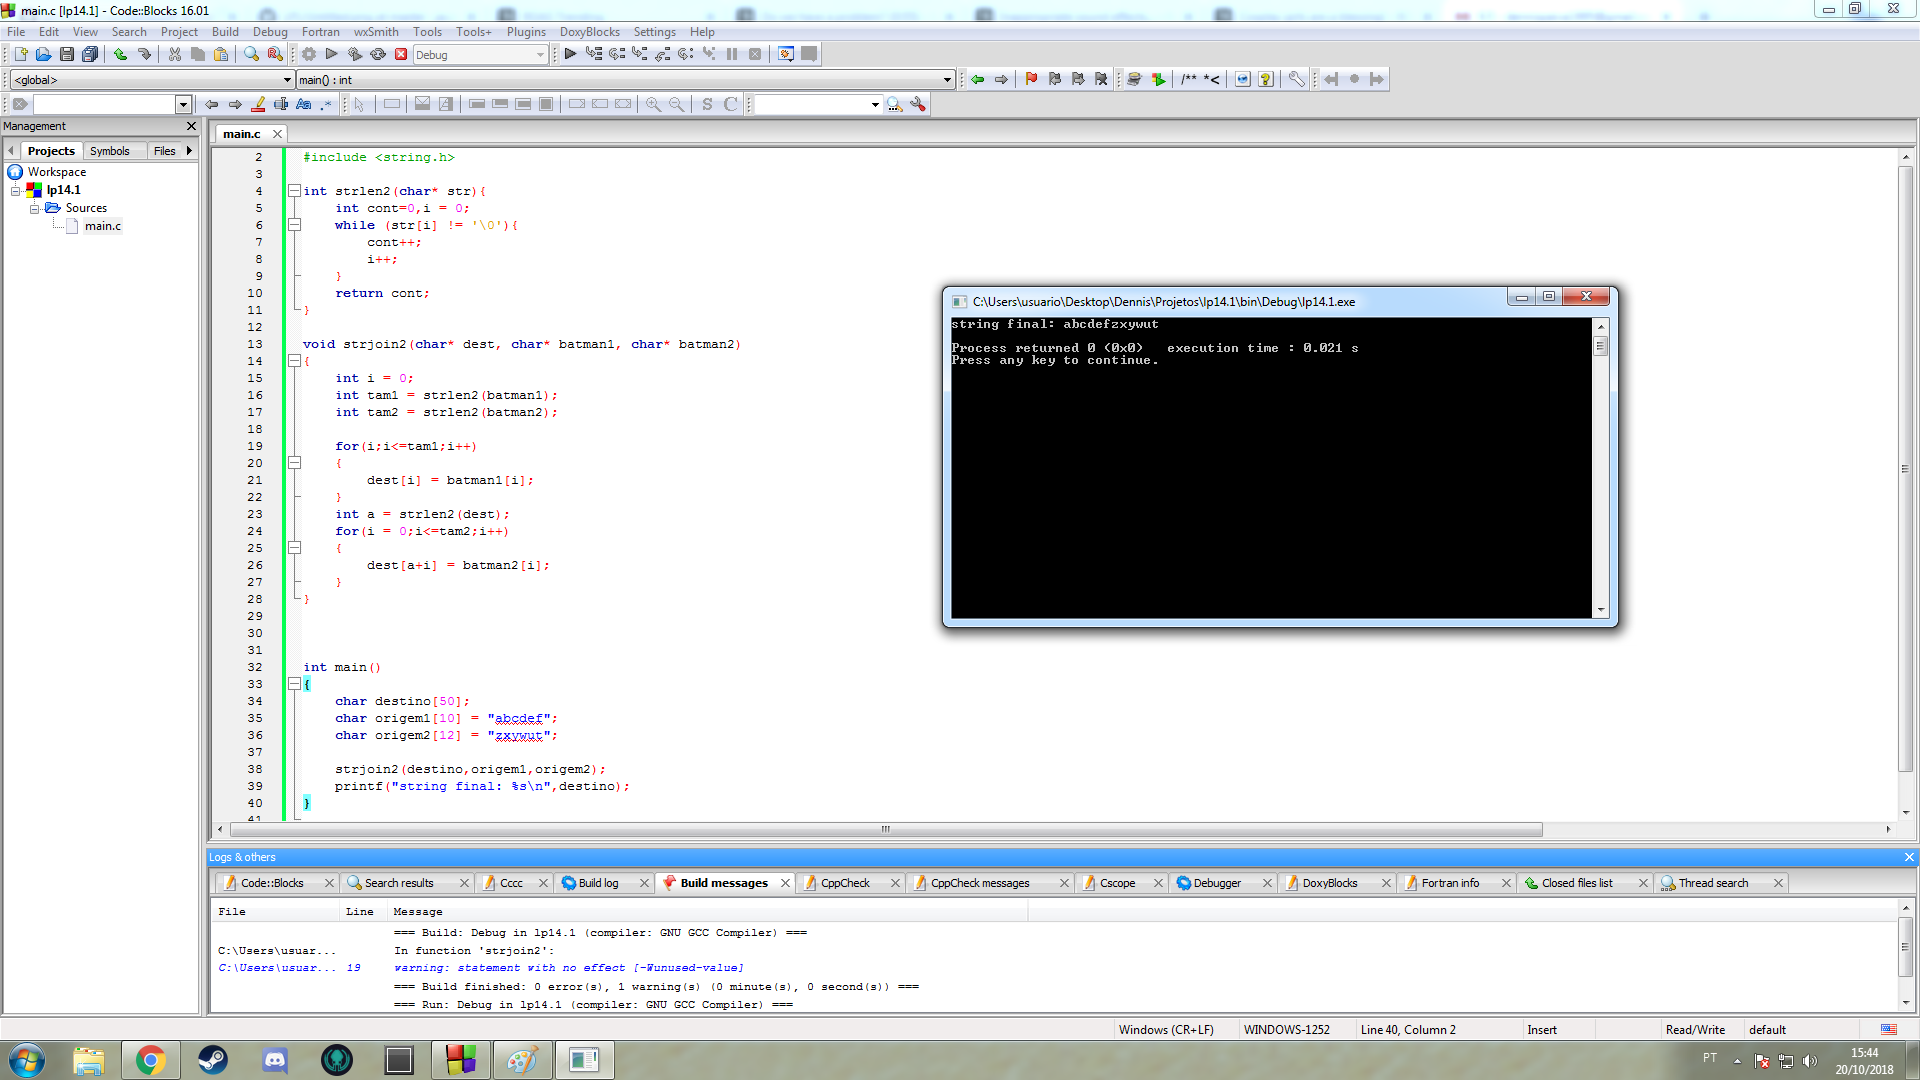 main.c [lp14.1] - Code::Blocks 16.01
File Edit View Search Project Build Debug Fortran wxSmith Tools Tools+ Plugins DoxyBlocks Settings Help
Debug
<global> main() : int
/** *<
Aa .*
S C
Management
Projects Symbols Files
Workspace
lp14.1
Sources
main.c
main.c
2 #include <string.h>
3
4 int strlen2(char* str){
5 int cont=0,i = 0;
6 while (str[i] != '\0'){
7 cont++;
8 i++;
9 }
10 return cont;
11 }
12
13 void strjoin2(char* dest, char* batman1, char* batman2)
14 {
15 int i = 0;
16 int tam1 = strlen2(batman1);
17 int tam2 = strlen2(batman2);
18
19 for(i;i<=tam1;i++)
20 {
21 dest[i] = batman1[i];
22 }
23 int a = strlen2(dest);
24 for(i = 0;i<=tam2;i++)
25 {
26 dest[a+i] = batman2[i];
27 }
28 }
29
30
31
32 int main()
33 {
34 char destino[50];
35 char origem1[10] = "abcdef";
36 char origem2[12] = "zxywut";
37
38 strjoin2(destino,origem1,origem2);
39 printf("string final: %s\n",destino);
40 }
41
C:\Users\usuario\Desktop\Dennis\Projetos\lp14.1\bin\Debug\lp14.1.exe
string final: abcdefzxywut
Process returned 0 (0x0) execution time : 0.021 s
Press any key to continue.
Logs & others
Code::Blocks Search results Cccc Build log Build messages CppCheck CppCheck messages Cscope Debugger DoxyBlocks Fortran info Closed files list Thread search
File Line Message
=== Build: Debug in lp14.1 (compiler: GNU GCC Compiler) ===
C:\Users\usuar... In function 'strjoin2':
C:\Users\usuar... 19 warning: statement with no effect [-Wunused-value]
=== Build finished: 0 error(s), 1 warning(s) (0 minute(s), 0 second(s)) ===
=== Run: Debug in lp14.1 (compiler: GNU GCC Compiler) ===
Windows (CR+LF) WINDOWS-1252 Line 40, Column 2 Insert Read/Write default
PT
15:44
20/10/2018